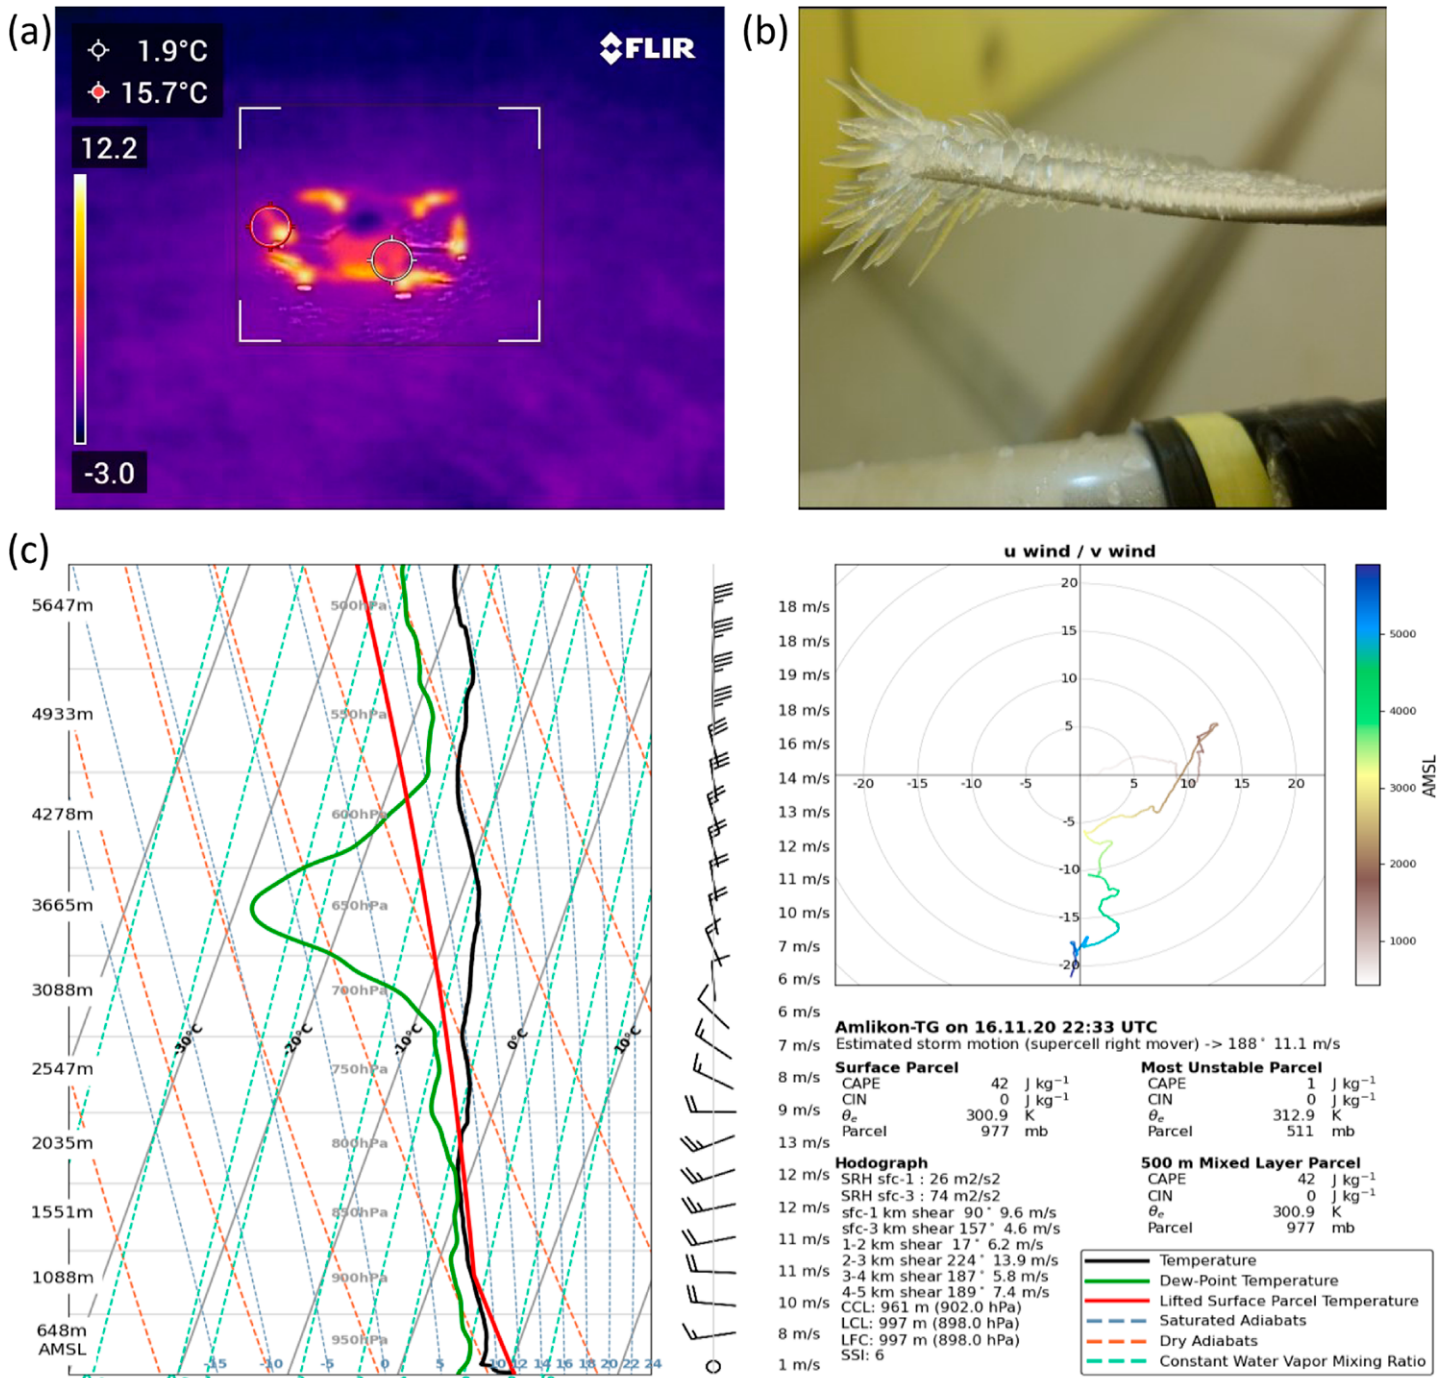 (a)
1.9°C
FLIR
15.7°C
12.2
-3.0
(b)
(c)
5647m
4933m
4278m
3665m
3088m
2547m
2035m
1551m
1088m
648m
AMSL
500hPa
550hPa
600hPa
650hPa
700hPa
750hPa
800hPa
850hPa
900hPa
950hPa
-30°C
-20°C
-10°C
0°C
10°C
-15 -10 -5 0 5 10 12 14 16 18 20 22 24
18 m/s
18 m/s
19 m/s
18 m/s
16 m/s
14 m/s
13 m/s
12 m/s
11 m/s
10 m/s
7 m/s
6 m/s
6 m/s
7 m/s
8 m/s
9 m/s
13 m/s
12 m/s
12 m/s
11 m/s
11 m/s
10 m/s
8 m/s
1 m/s
u wind / v wind
20
15
10
5
-20 -15 -10 -5 5 10 15 20
-5
-10
-15
-20
5000
4000
3000
2000
1000
AMSL
Amlikon-TG on 16.11.20 22:33 UTC
Estimated storm motion (supercell right mover) -> 188° 11.1 m/s
Surface Parcel
CAPE 42 J kg⁻¹
CIN 0 J kg⁻¹
θₑ 300.9 K
Parcel 977 mb
Most Unstable Parcel
CAPE 1 J kg⁻¹
CIN 0 J kg⁻¹
θₑ 312.9 K
Parcel 511 mb
Hodograph
SRH sfc-1 : 26 m2/s2
SRH sfc-3 : 74 m2/s2
sfc-1 km shear 90° 9.6 m/s
sfc-3 km shear 157° 4.6 m/s
1-2 km shear 17° 6.2 m/s
2-3 km shear 224° 13.9 m/s
3-4 km shear 187° 5.8 m/s
4-5 km shear 189° 7.4 m/s
CCL: 961 m (902.0 hPa)
LCL: 997 m (898.0 hPa)
LFC: 997 m (898.0 hPa)
SSI: 6
500 m Mixed Layer Parcel
CAPE 42 J kg⁻¹
CIN 0 J kg⁻¹
θₑ 300.9 K
Parcel 977 mb
Temperature
Dew-Point Temperature
Lifted Surface Parcel Temperature
Saturated Adiabats
Dry Adiabats
Constant Water Vapor Mixing Ratio